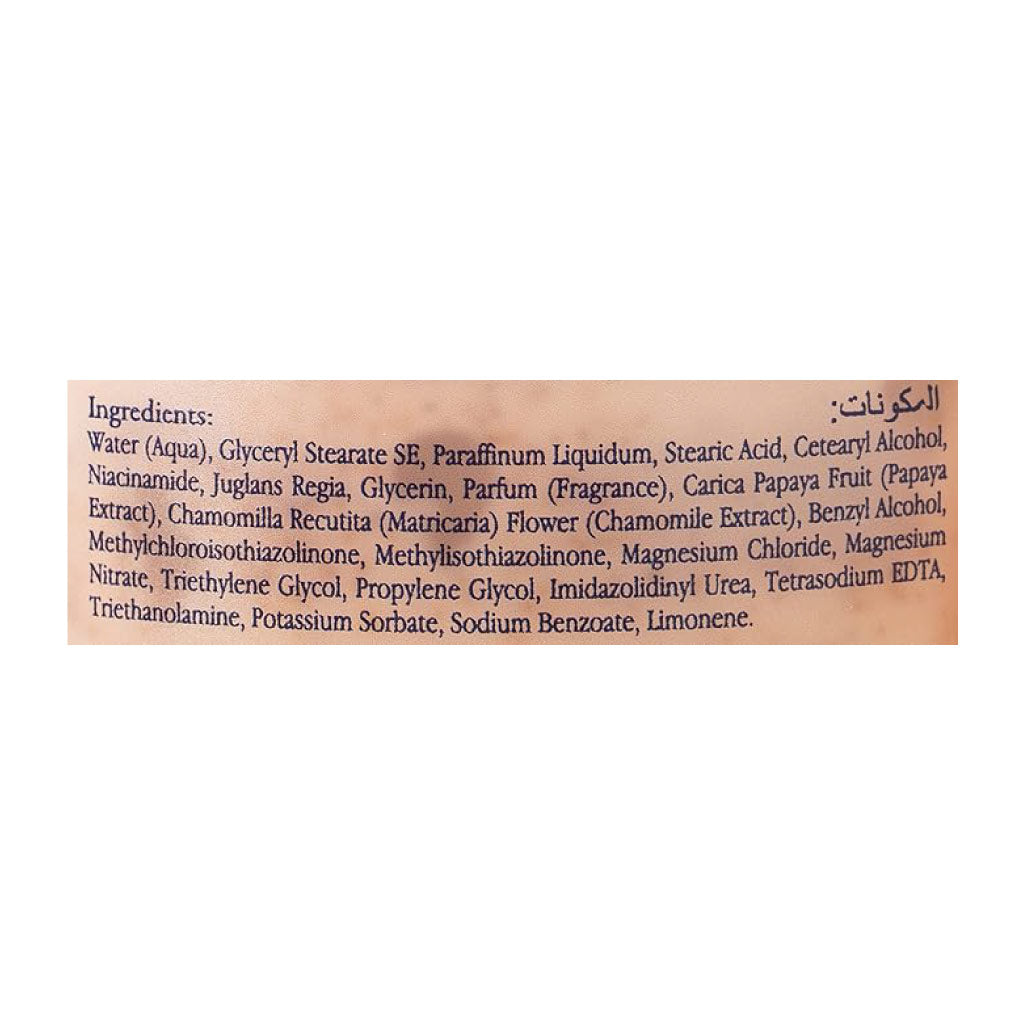 Ingredients:
المكونات:
Water (Aqua), Glyceryl Stearate SE, Paraffinum Liquidum, Stearic Acid, Cetearyl Alcohol,
Niacinamide, Juglans Regia, Glycerin, Parfum (Fragrance), Carica Papaya Fruit (Papaya
Extract), Chamomilla Recutita (Matricaria) Flower (Chamomile Extract), Benzyl Alcohol,
Methylchloroisothiazolinone, Methylisothiazolinone, Magnesium Chloride, Magnesium
Nitrate, Triethylene Glycol, Propylene Glycol, Imidazolidinyl Urea, Tetrasodium EDTA,
Triethanolamine, Potassium Sorbate, Sodium Benzoate, Limonene.